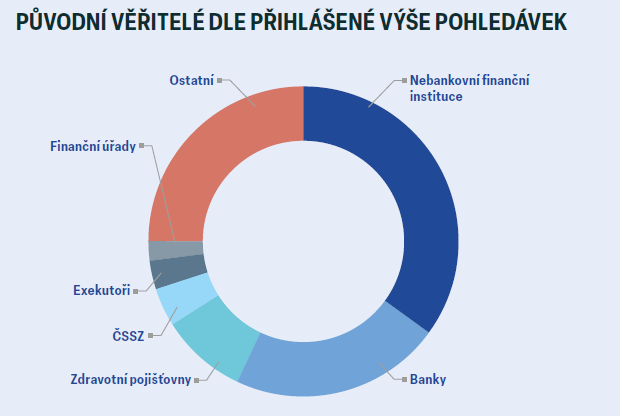 PŮVODNÍ VĚŘITELÉ DLE PŘIHLÁŠENÉ VÝŠE POHLEDÁVEK
Ostatní
Nebankovní finanční
instituce
Finanční úřady
Exekutoři
ČSSZ
Zdravotní pojišťovny
Banky